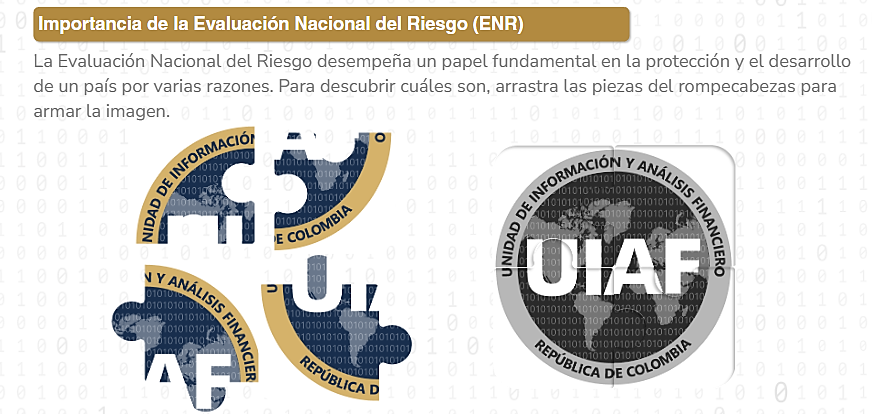 Importancia de la Evaluación Nacional del Riesgo (ENR)
La Evaluación Nacional del Riesgo desempeña un papel fundamental en la protección y el desarrollo
de un país por varias razones. Para descubrir cuáles son, arrastra las piezas del rompecabezas para
armar la imagen.
NIDAD DE INFORMACIÓN
E COLOMBIA
N Y ANÁLISIS FINANCIER
AF
UI
REPÚBLICA D
UNIDAD DE INFORMACIÓN Y ANÁLISIS FINANCIERO
UIAF
REPÚBLICA DE COLOMBIA